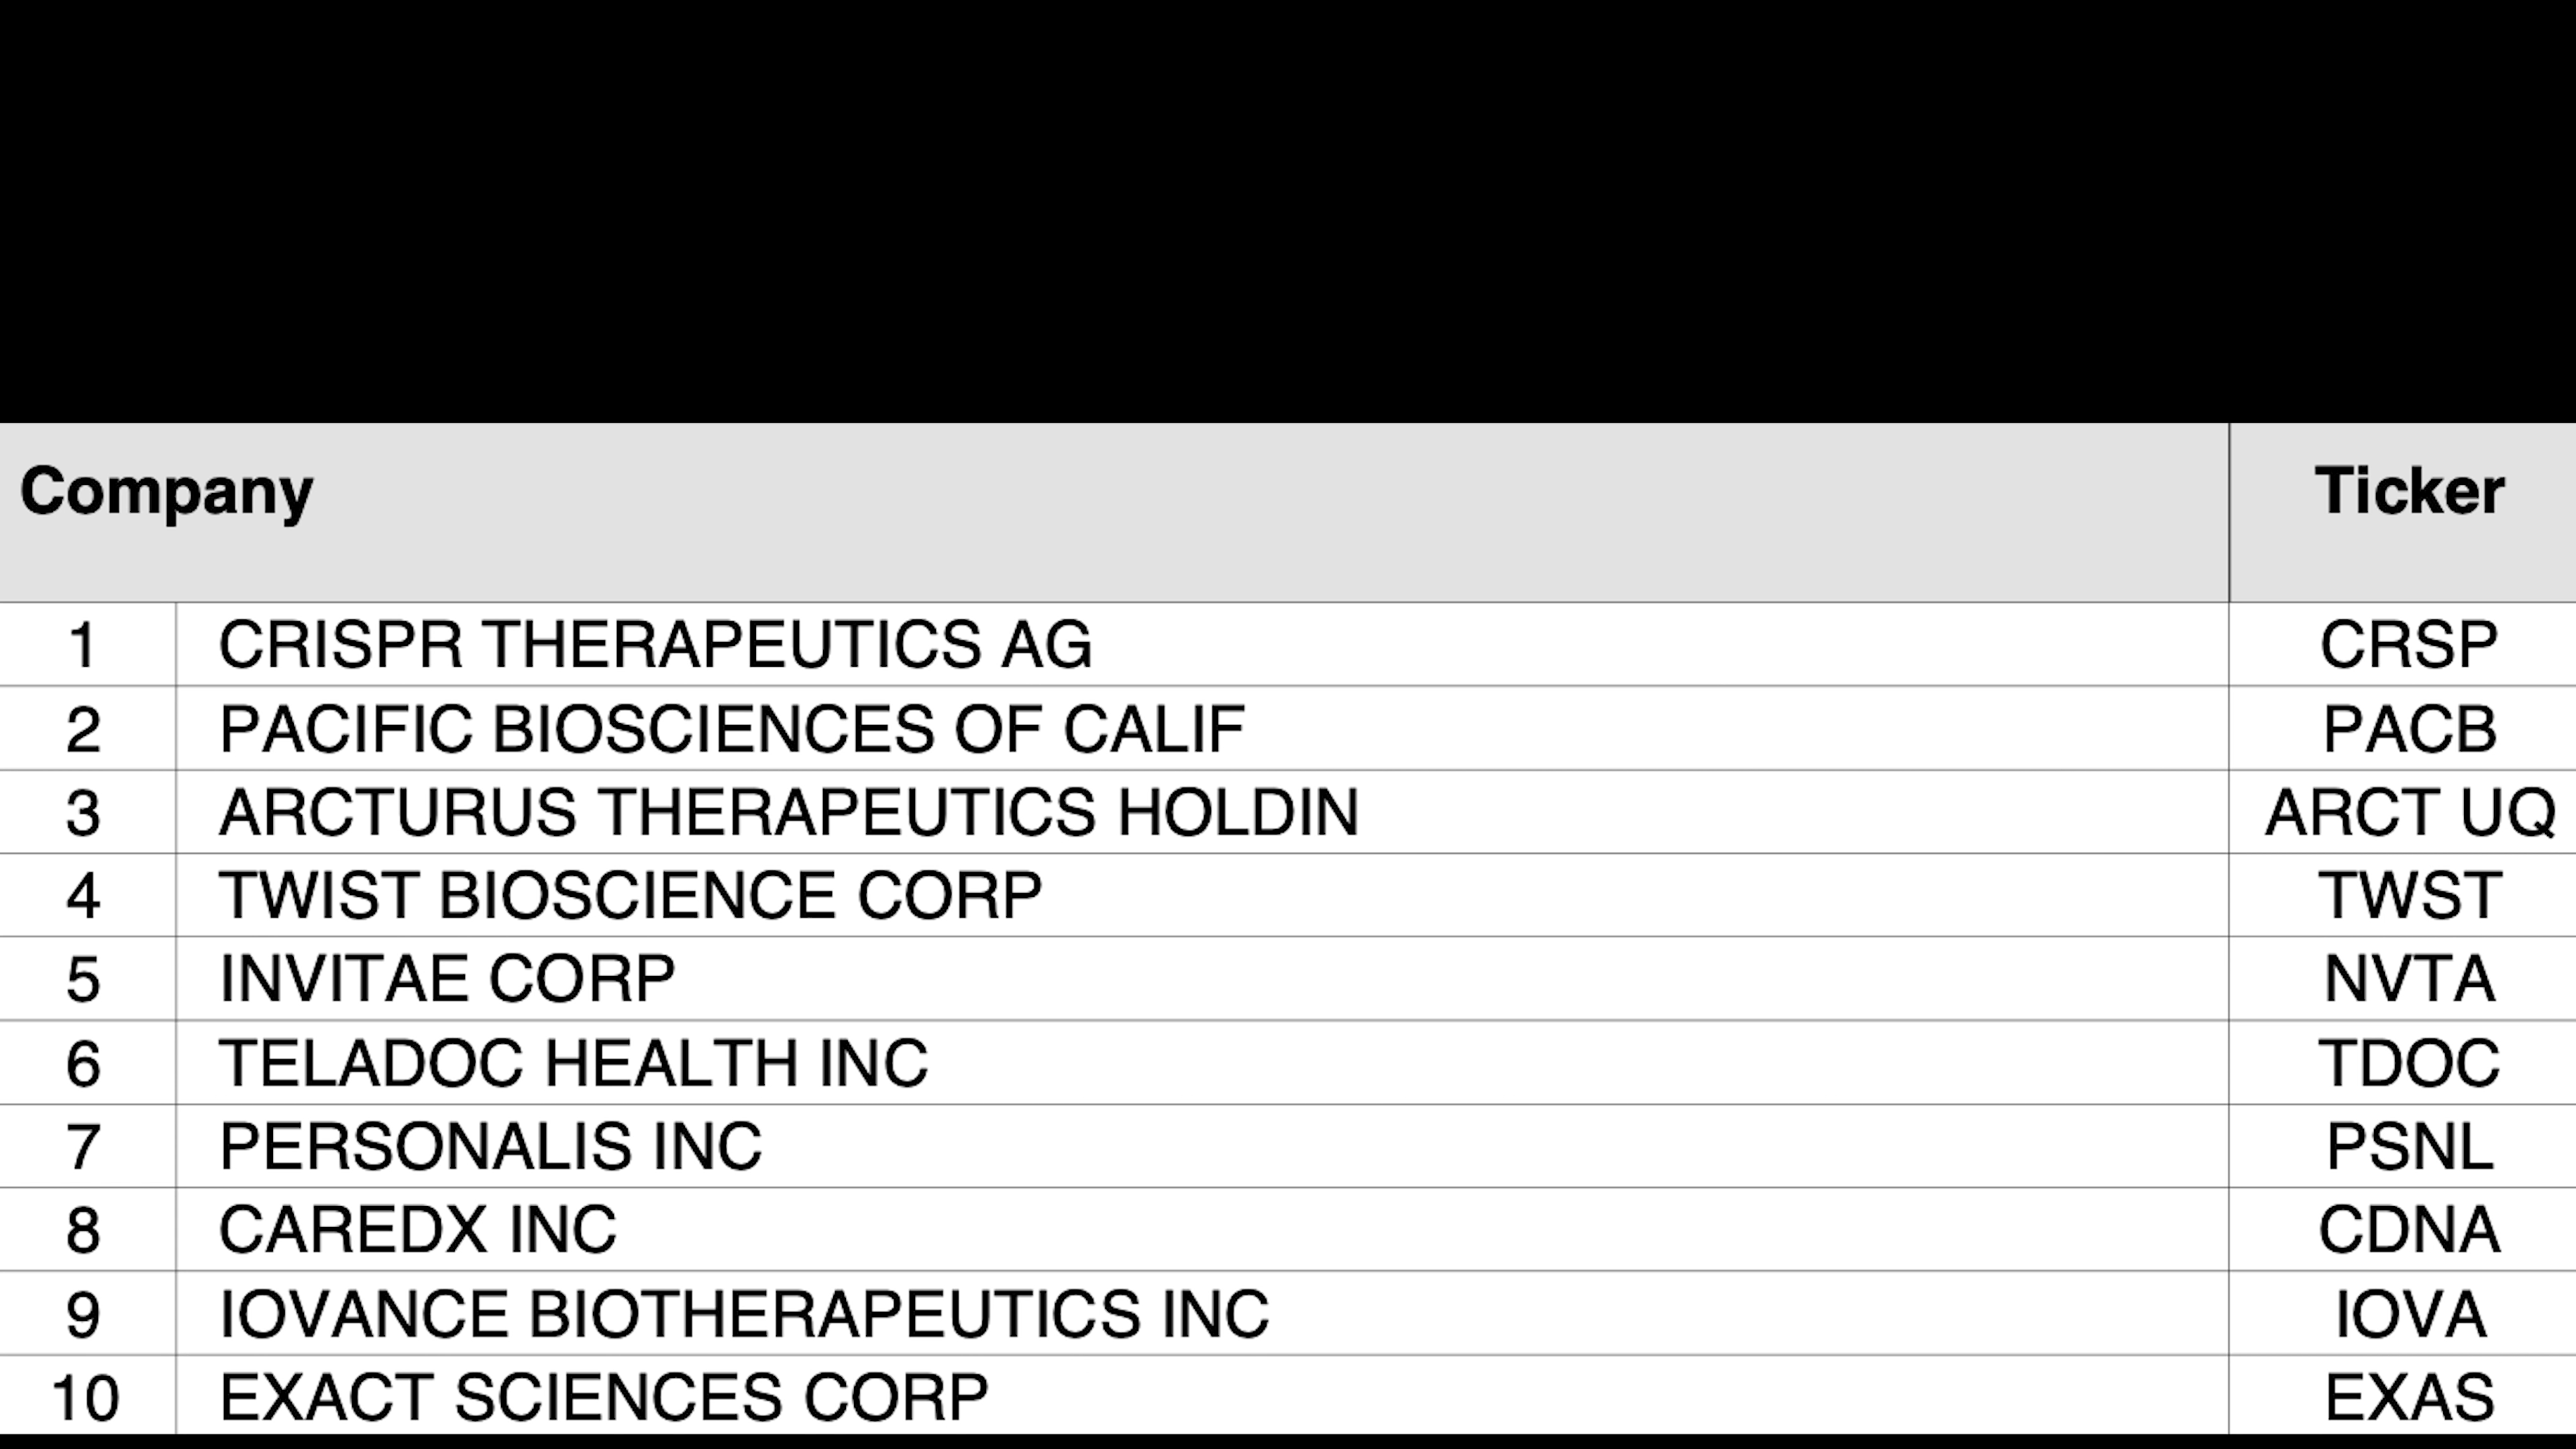 Company Ticker
1 CRISPR THERAPEUTICS AG CRSP
2 PACIFIC BIOSCIENCES OF CALIF PACB
3 ARCTURUS THERAPEUTICS HOLDIN ARCT UQ
4 TWIST BIOSCIENCE CORP TWST
5 INVITAE CORP NVTA
6 TELADOC HEALTH INC TDOC
7 PERSONALIS INC PSNL
8 CAREDX INC CDNA
9 IOVANCE BIOTHERAPEUTICS INC IOVA
10 EXACT SCIENCES CORP EXAS